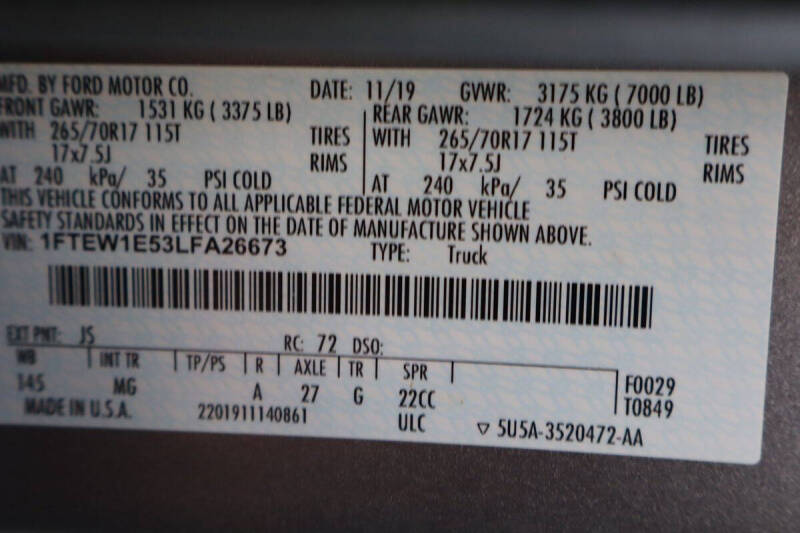 MFD. BY FORD MOTOR CO. DATE: 11/19 GVWR: 3175 KG ( 7000 LB)
FRONT GAWR: 1531 KG ( 3375 LB) REAR GAWR: 1724 KG ( 3800 LB)
WITH 265/70R17 115T TIRES WITH 265/70R17 115T TIRES
17x7.5J RIMS 17x7.5J RIMS
AT 240 kPa/ 35 PSI COLD AT 240 kPa/ 35 PSI COLD
THIS VEHICLE CONFORMS TO ALL APPLICABLE FEDERAL MOTOR VEHICLE
SAFETY STANDARDS IN EFFECT ON THE DATE OF MANUFACTURE SHOWN ABOVE.
VIN: 1FTEW1E53LFA26673 TYPE: Truck
EXT PNT: JS RC: 72 DSO:
WB INT TR TP/PS R AXLE TR SPR
145 MG A 27 G 22CC F0029
MADE IN U.S.A. 2201911140861 ULC T0849
▽ 5U5A-3520472-AA